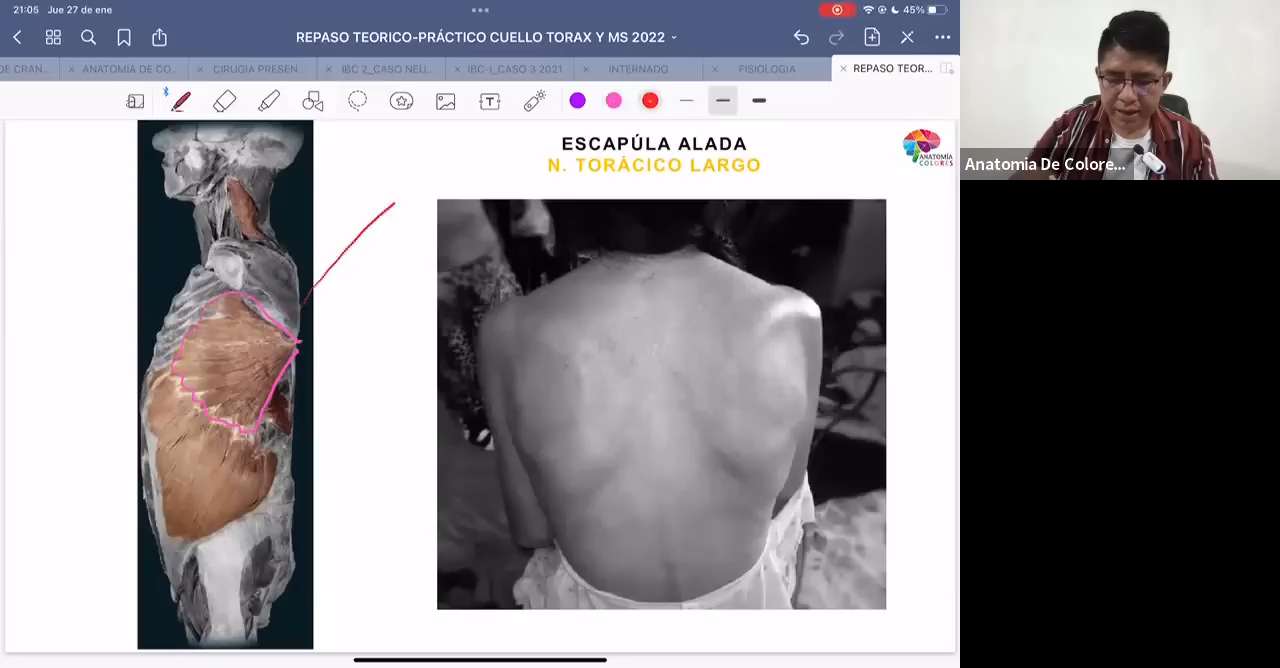 21:05 Jue 27 de ene
45%
REPASO TEORICO-PRÁCTICO CUELLO TORAX Y MS 2022
DE CRAN...
ANATOMÍA DE CO...
CIRUGÍA PRESEN...
IBC 2_CASO NEU...
IBC-I_CASO 3 2021
INTERNADO
FISIOLOGIA
REPASO TEOR...
T
ESCAPÚLA ALADA
N. TORÁCICO LARGO
ANATOMÍA
COLORES
Anatomia De Colore...